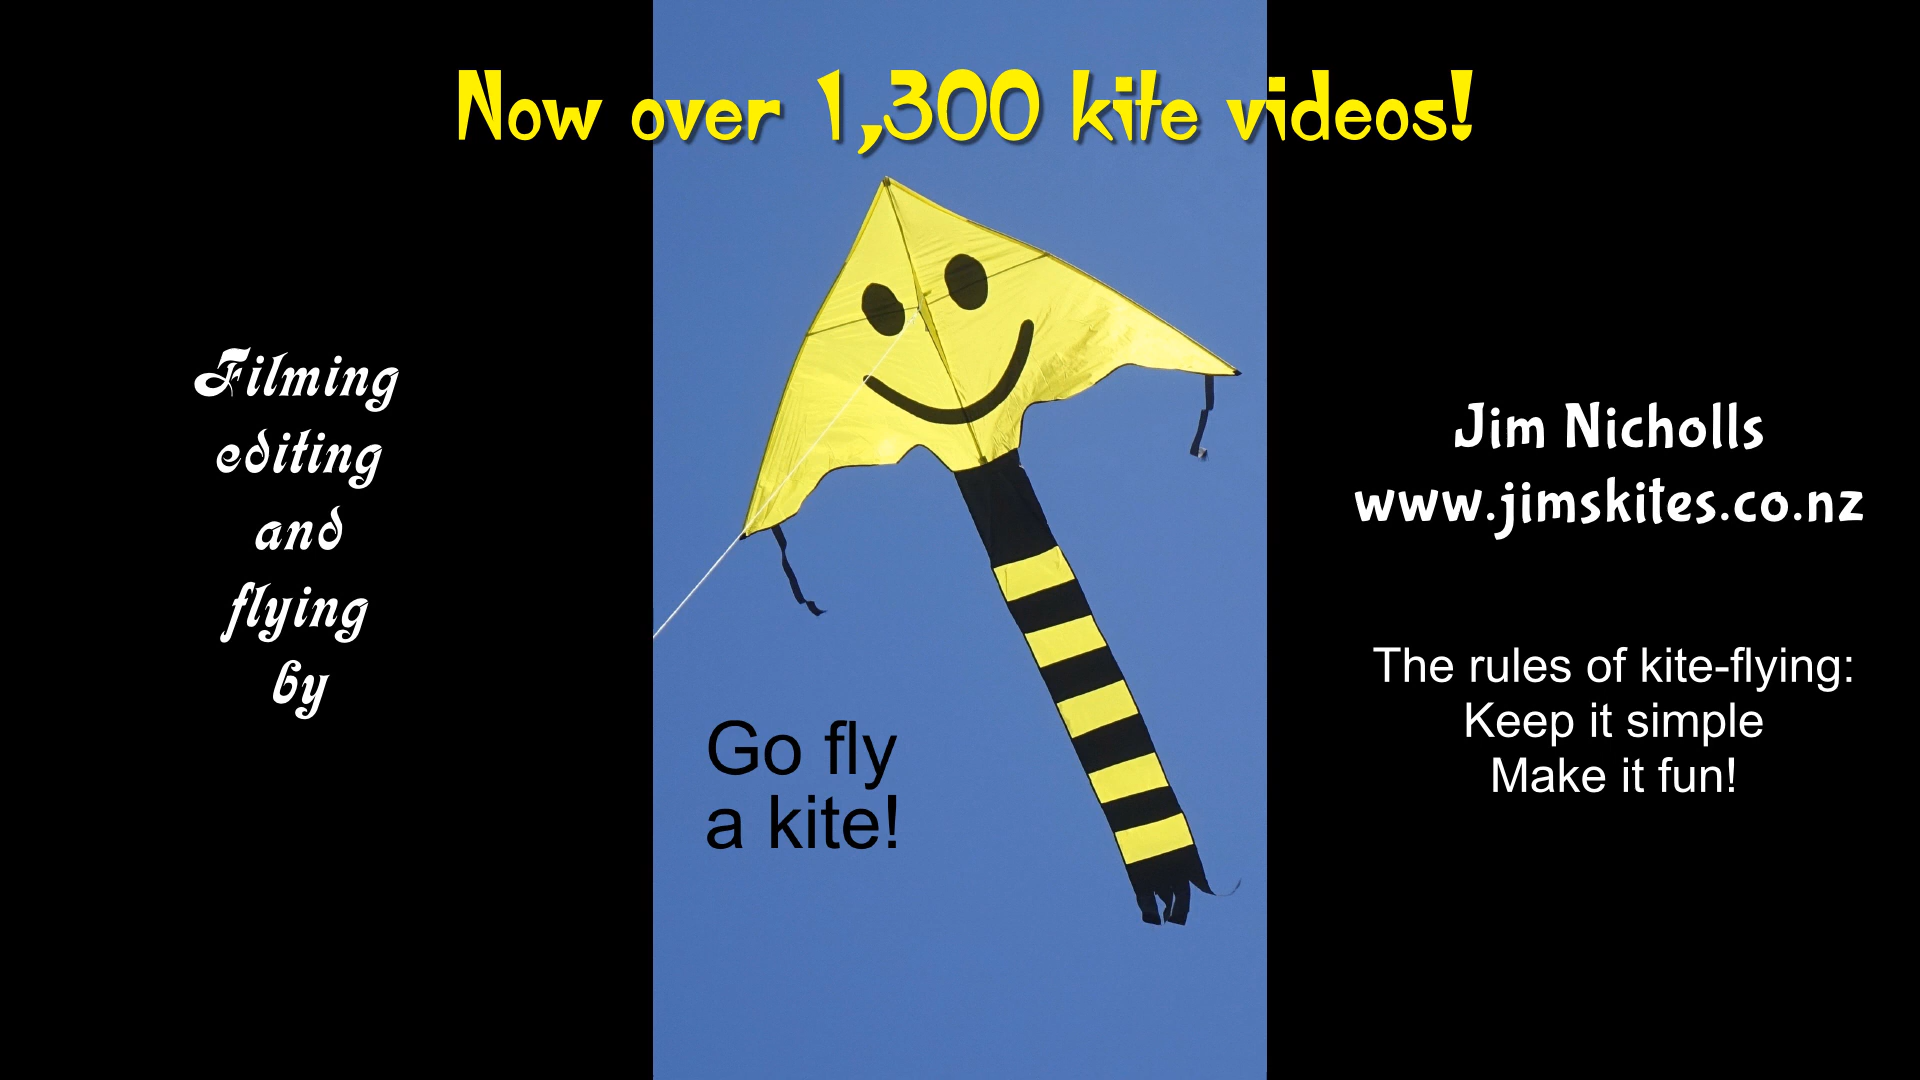 Now over 1,300 kite videos!
Filming
editing
and
flying
by
Jim Nicholls
www.jimskites.co.nz
The rules of kite-flying:
Keep it simple
Make it fun!
Go fly
a kite!